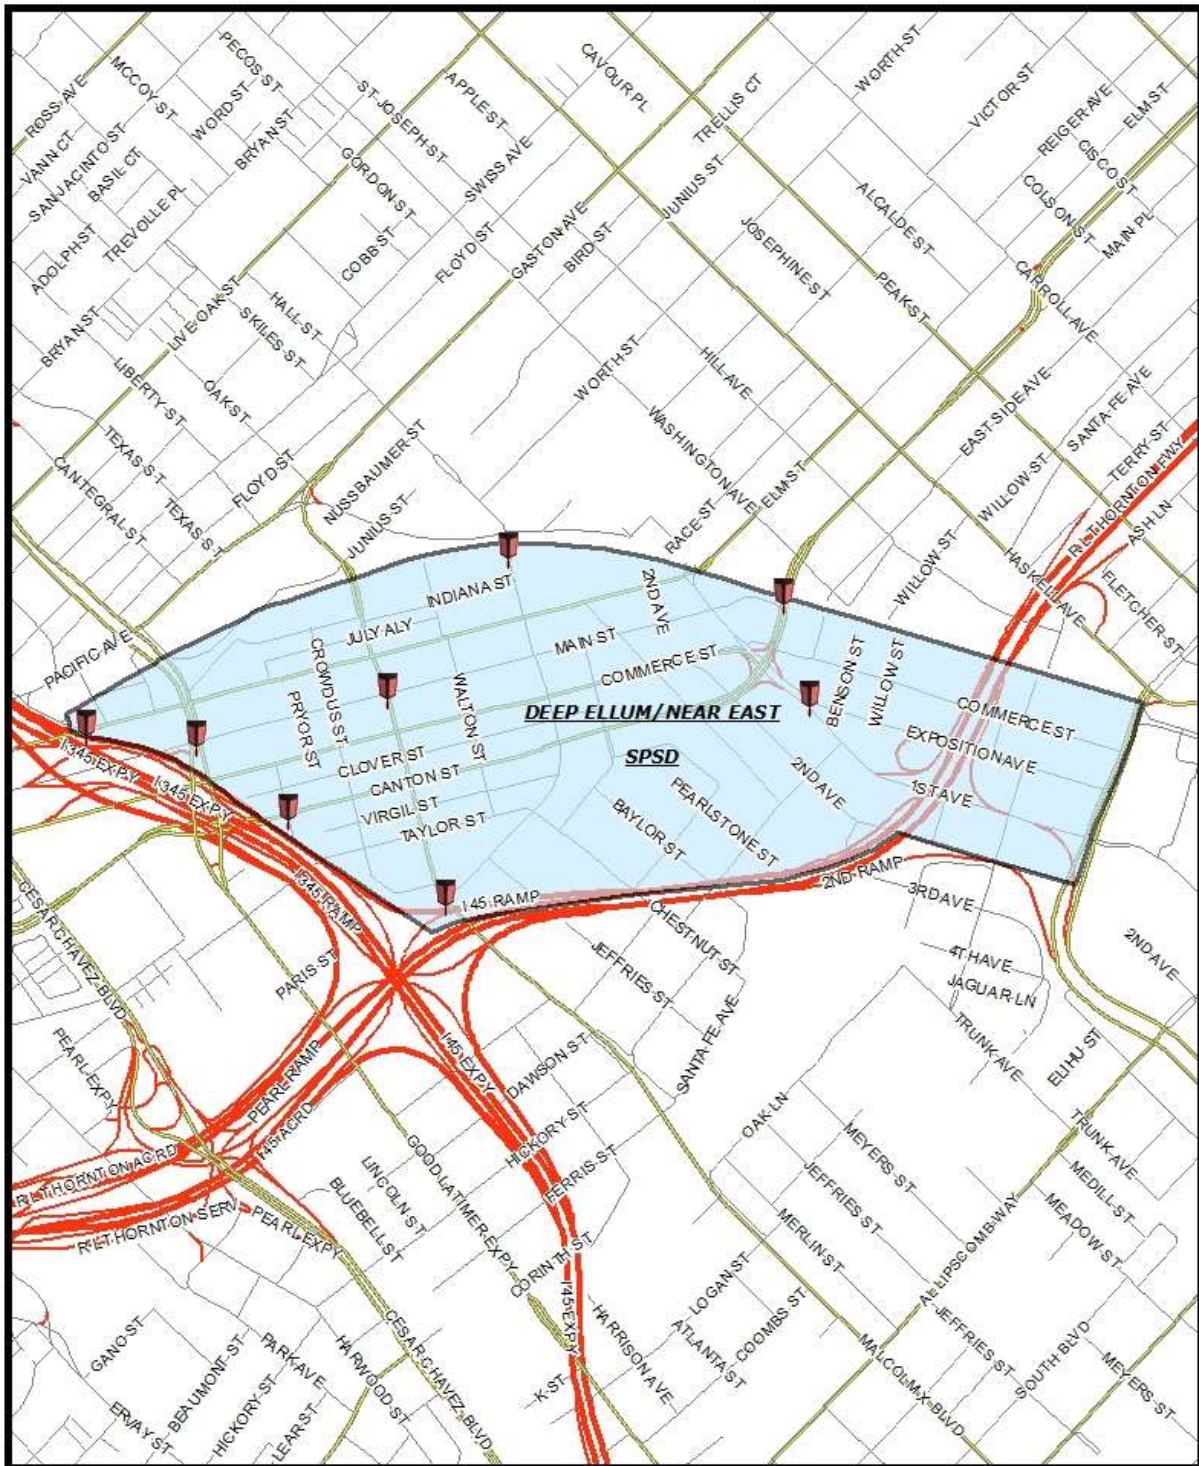 ROSS AVE
MCCOY ST
PECOS ST
WORD ST
BRYAN ST
ST JOSEPH ST
APPLE ST
CAVOUR PL
TRELLIS CT
WORTH ST
VICTOR ST
REIGER AVE
ELM ST
VANN CT
SAN JACINTO ST
BASIL CT
TREVOLLE PL
ADOLPH ST
GORDON ST
SWISS AVE
COBB ST
FLOYD ST
GASTON AVE
BIRD ST
JUNIUS ST
JOSEPHINE ST
ALCALDE ST
CISCO ST
COLSON ST
MAIN PL
PEAK ST
CARROLL AVE
BRYAN ST
LIVE OAK ST
HALL ST
SKILES ST
LIBERTY ST
OAK ST
WORTH ST
HILL AVE
WASHINGTON AVE
EAST SIDE AVE
SANTA FE AVE
TERRY ST
R L THORNTON FWY
TEXAS ST
CANTEGRAL ST
TEXAS ST
FLOYD ST
NUSSBAUMER ST
JUNIUS ST
RACE ST
ELM ST
WILLOW ST
WILLOW ST
ASH LN
HASKELL AVE
FLETCHER ST
PACIFIC AVE
INDIANA ST
JULY ALY
2ND AVE
MAIN ST
COMMERCE ST
CROWDUS ST
PRYOR ST
WALTON ST
BENSON ST
WILLOW ST
COMMERCE ST
DEEP ELLUM/NEAR EAST
SPSD
EXPOSITION AVE
1ST AVE
CLOVER ST
CANTON ST
VIRGIL ST
TAYLOR ST
2ND AVE
PEARLSTONE ST
BAYLOR ST
I 345 EXPY
I 345 EXPY
I 345 RAMP
I 45 RAMP
2ND RAMP
3RD AVE
4TH AVE
JAGUAR LN
2ND AVE
CESAR CHAVEZ BLVD
PARIS ST
CHESTNUT ST
JEFFRIES ST
SANTA FE AVE
TRUNK AVE
ELIHU ST
PEARL EXPY
PEARL RAMP
I 45 EXPY
DAWSON ST
HICKORY ST
FERRIS ST
OAK LN
MEYERS ST
JEFFRIES ST
TRUNK AVE
MEDILL ST
MEADOW ST
R L THORNTON ACRD
I 45 ACRD
R L THORNTON SERV
PEARL EXPY
LINCOLN ST
BLUEBELL ST
GOOD LATIMER EXPY
CORINTH ST
I 45 EXPY
MERLIN ST
AL LIPSCOMB WAY
LOGAN ST
ATLANTA ST
COOMBS ST
HARRISON AVE
JEFFRIES ST
SOUTH BLVD
MEYERS ST
MALCOLM X BLVD
GANO ST
BEAUMONT ST
PARK AVE
HARWOOD ST
CESAR CHAVEZ BLVD
K ST
ERVAY ST
HICKORY ST
LEAR ST